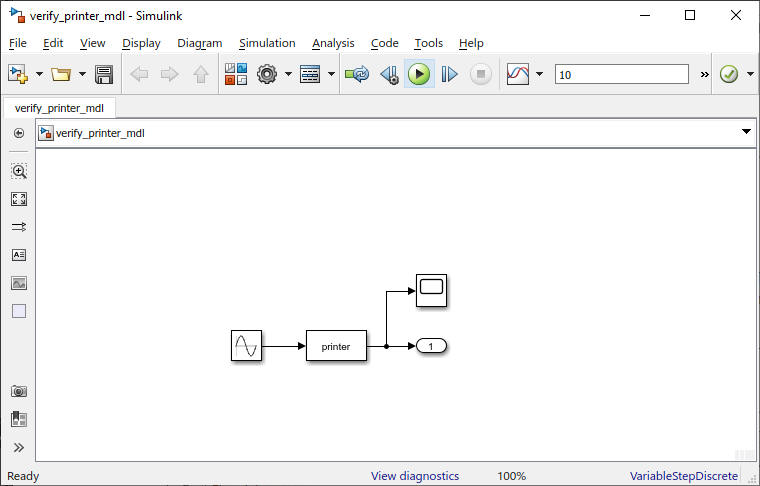 verify_printer_mdl - Simulink
File Edit View Display Diagram Simulation Analysis Code Tools Help
10 »
verify_printer_mdl
verify_printer_mdl
A
printer
1
»
Ready View diagnostics 100% VariableStepDiscrete